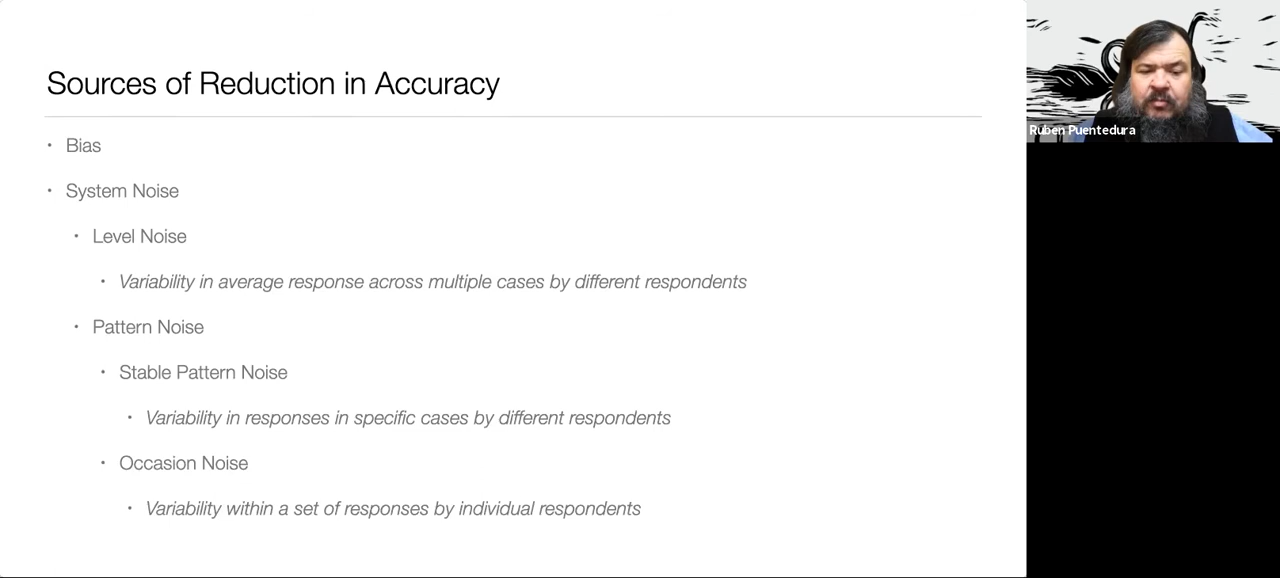 Sources of Reduction in Accuracy
• Bias
• System Noise
• Level Noise
• Variability in average response across multiple cases by different respondents
• Pattern Noise
• Stable Pattern Noise
• Variability in responses in specific cases by different respondents
• Occasion Noise
• Variability within a set of responses by individual respondents
Ruben Puentedura